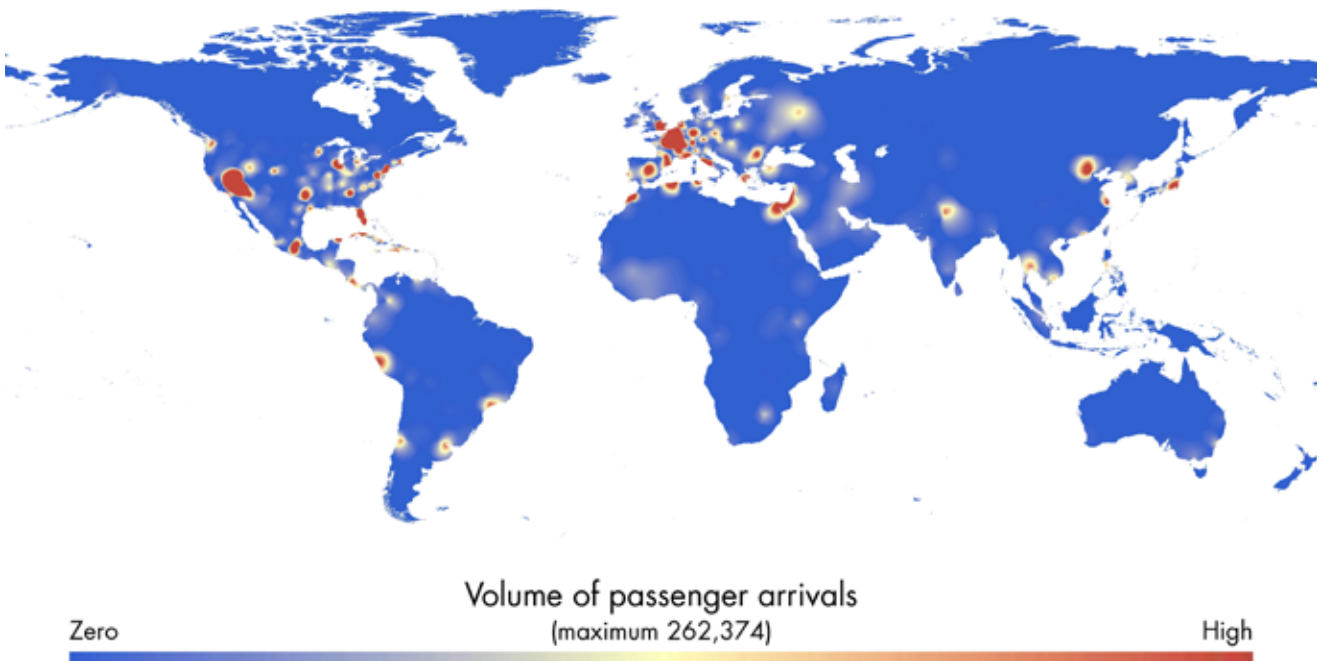 Volume of passenger arrivals
Zero
(maximum 262,374)
High